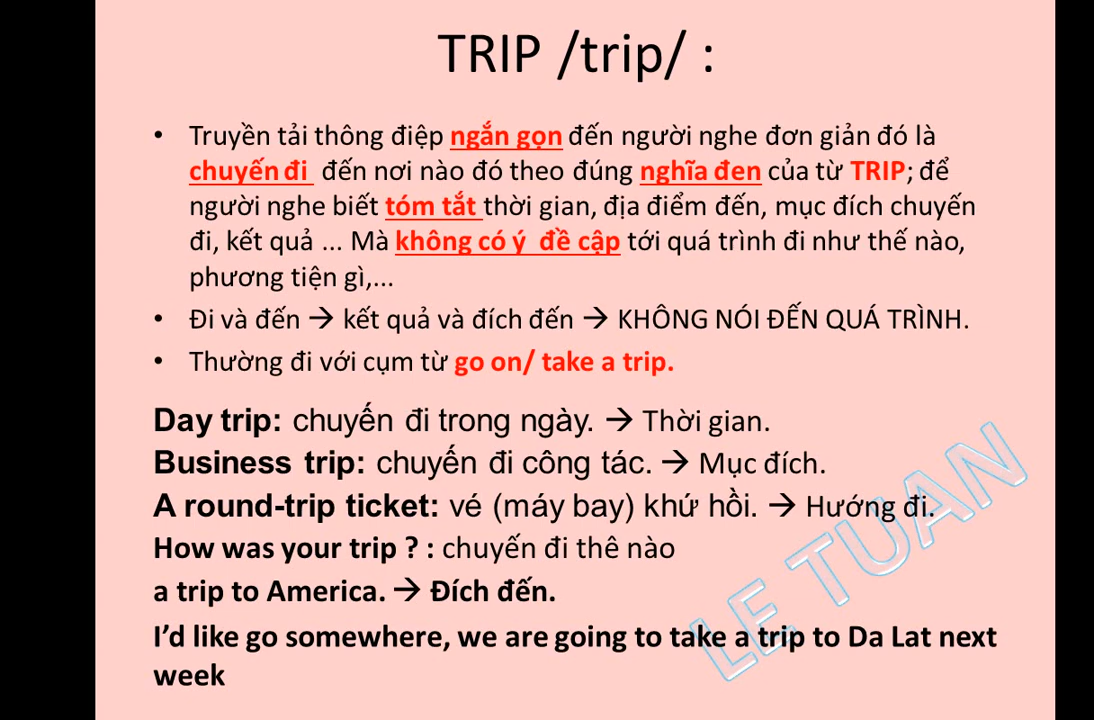 TRIP /trip/ :
• Truyền tải thông điệp ngắn gọn đến người nghe đơn giản đó là
chuyến đi đến nơi nào đó theo đúng nghĩa đen của từ TRIP; để
người nghe biết tóm tắt thời gian, địa điểm đến, mục đích chuyến
đi, kết quả ... Mà không có ý đề cập tới quá trình đi như thế nào,
phương tiện gì,...
• Đi và đến → kết quả và đích đến → KHÔNG NÓI ĐẾN QUÁ TRÌNH.
• Thường đi với cụm từ go on/ take a trip.
Day trip: chuyến đi trong ngày. → Thời gian.
Business trip: chuyến đi công tác. → Mục đích.
A round-trip ticket: vé (máy bay) khứ hồi. → Hướng đi.
How was your trip ? : chuyến đi thê nào
a trip to America. → Đích đến.
I’d like go somewhere, we are going to take a trip to Da Lat next
week
LE TUAN